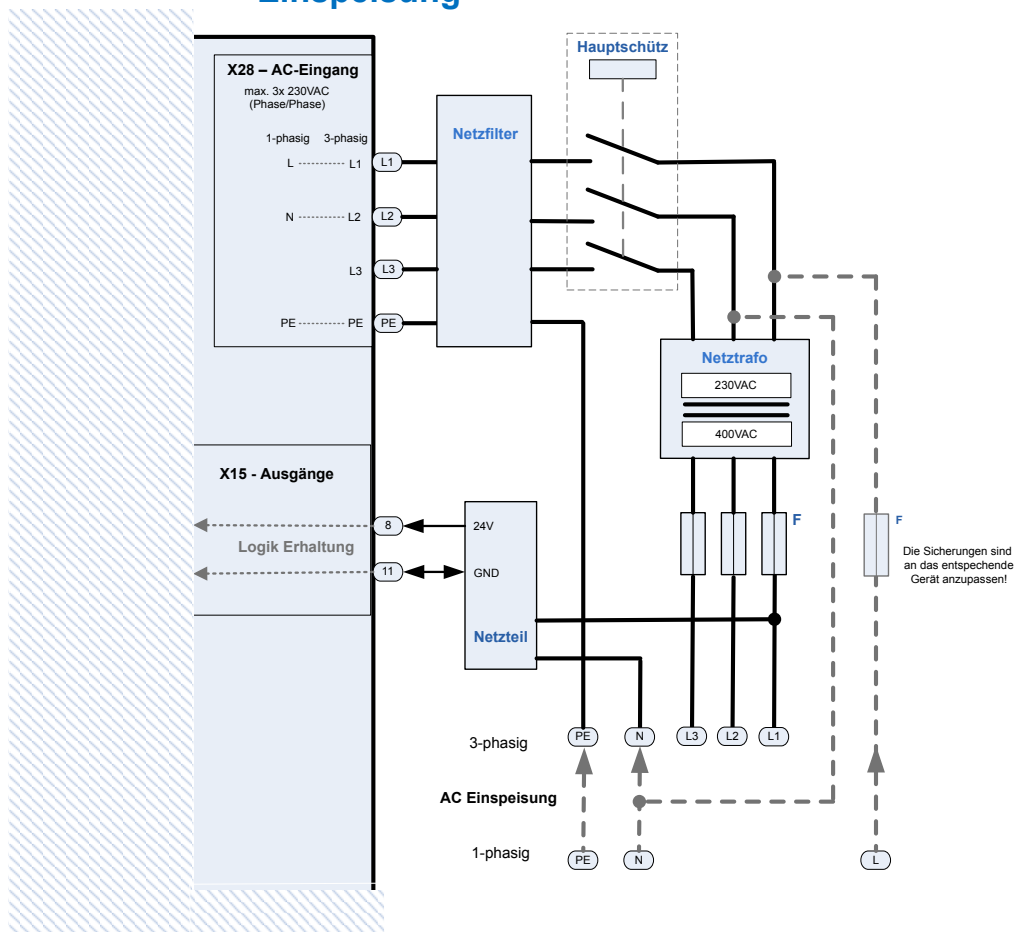 Einspeisung
Hauptschütz
X28 – AC-Eingang
max. 3x 230VAC
(Phase/Phase)
1-phasig 3-phasig
L L1 L1
N L2 L2
L3 L3
PE PE PE
Netzfilter
Netztrafo
230VAC
400VAC
X15 - Ausgänge
8 24V
Logik Erhaltung
11 GND
Netzteil
F
F
Die Sicherungen sind
an das entspechende
Gerät anzupassen!
3-phasig PE N L3 L2 L1
AC Einspeisung
1-phasig PE N L